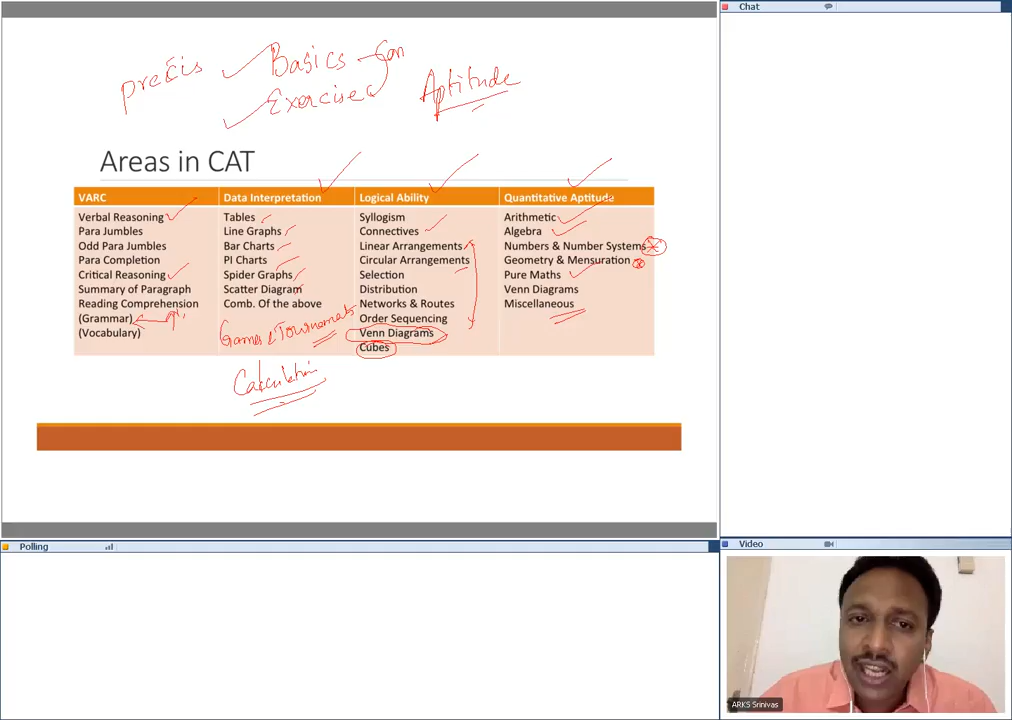 Chat
precis Basics
Exercise
Aptitude
Areas in CAT
VARC Data Interpretation Logical Ability Quantitative Aptitude
Verbal Reasoning Tables Syllogism Arithmetic
Para Jumbles Line Graphs Connectives Algebra
Odd Para Jumbles Bar Charts Linear Arrangements Numbers & Number Systems
Para Completion PI Charts Circular Arrangements Geometry & Mensuration
Critical Reasoning Spider Graphs Selection Pure Maths
Summary of Paragraph Scatter Diagram Distribution Venn Diagrams
Reading Comprehension Comb. Of the above Networks & Routes Miscellaneous
(Grammar) Order Sequencing
(Vocabulary) Games & Tournaments Venn Diagrams
Cubes
Calculation
Polling
Video
ARKS Srinivas